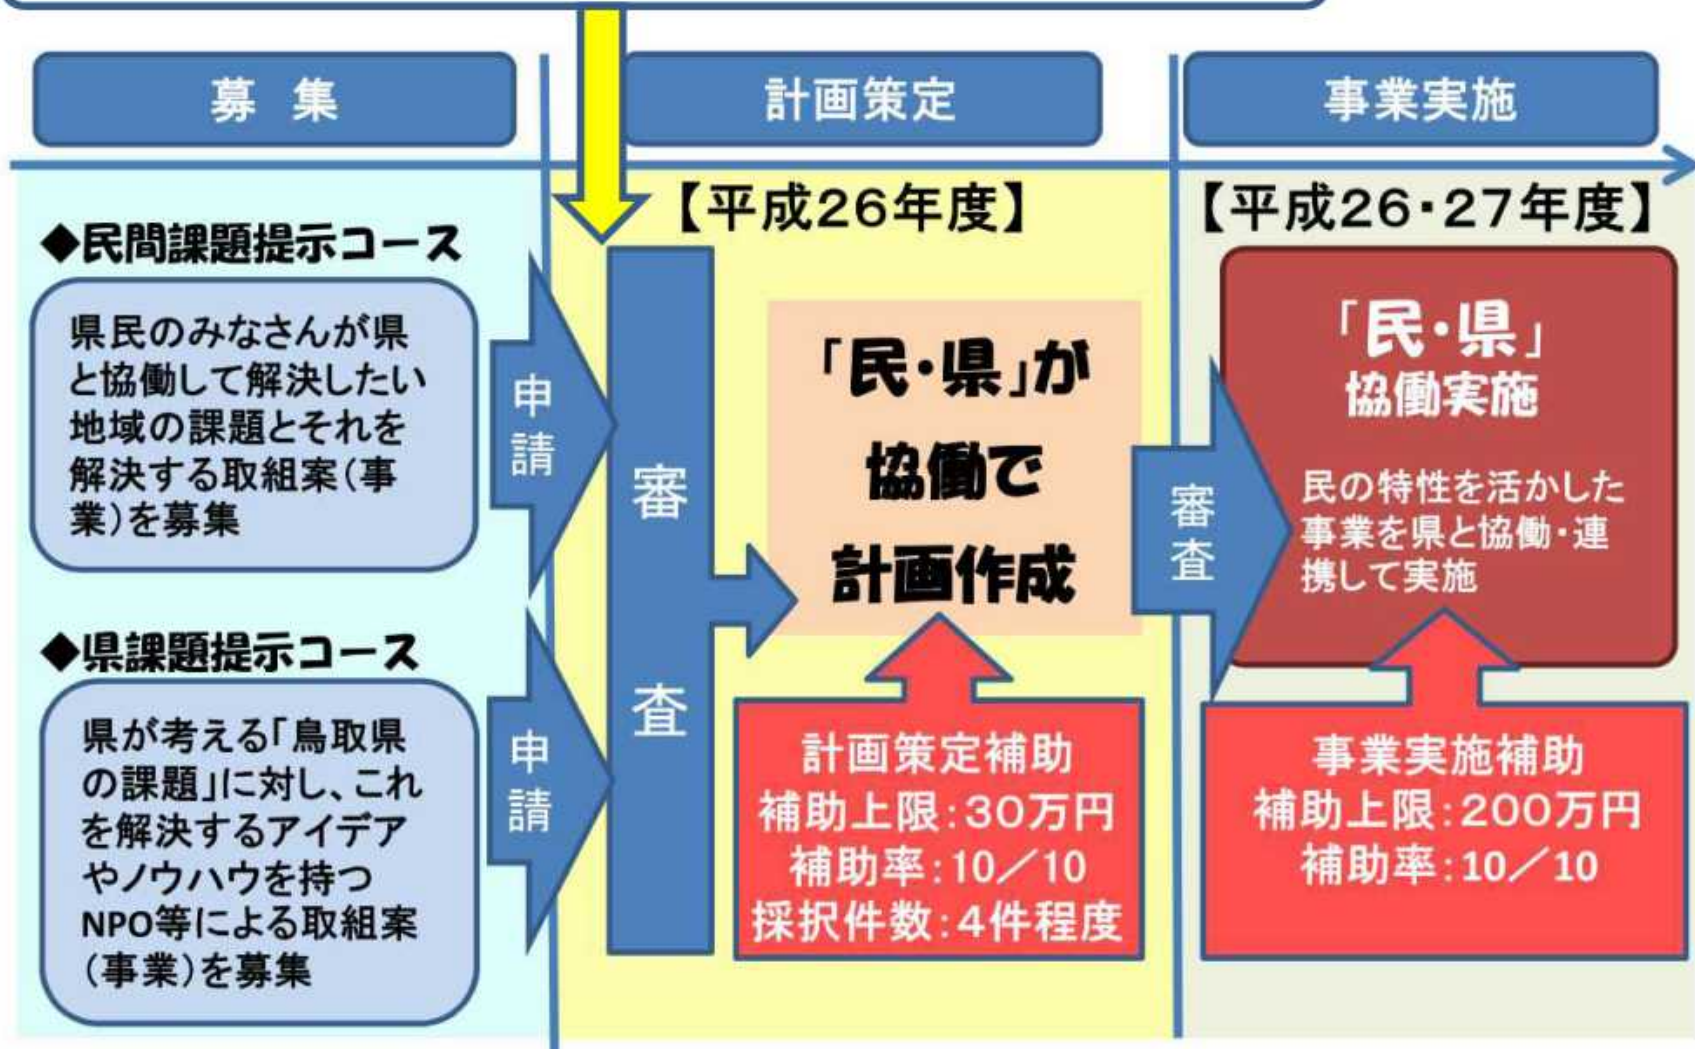 募 集
計画策定
事業実施
◆民間課題提示コース
県民のみなさんが県
と協働して解決したい
地域の課題とそれを
解決する取組案(事
業)を募集
申
請
◆県課題提示コース
県が考える「鳥取県
の課題」に対し、これ
を解決するアイデア
やノウハウを持つ
NPO等による取組案
(事業)を募集
申
請
審
査
【平成26年度】
「民・県」が
協働で
計画作成
計画策定補助
補助上限:30万円
補助率:10/10
採択件数:4件程度
審
査
【平成26・27年度】
「民・県」
協働実施
民の特性を活かした
事業を県と協働・連
携して実施
事業実施補助
補助上限:200万円
補助率:10/10